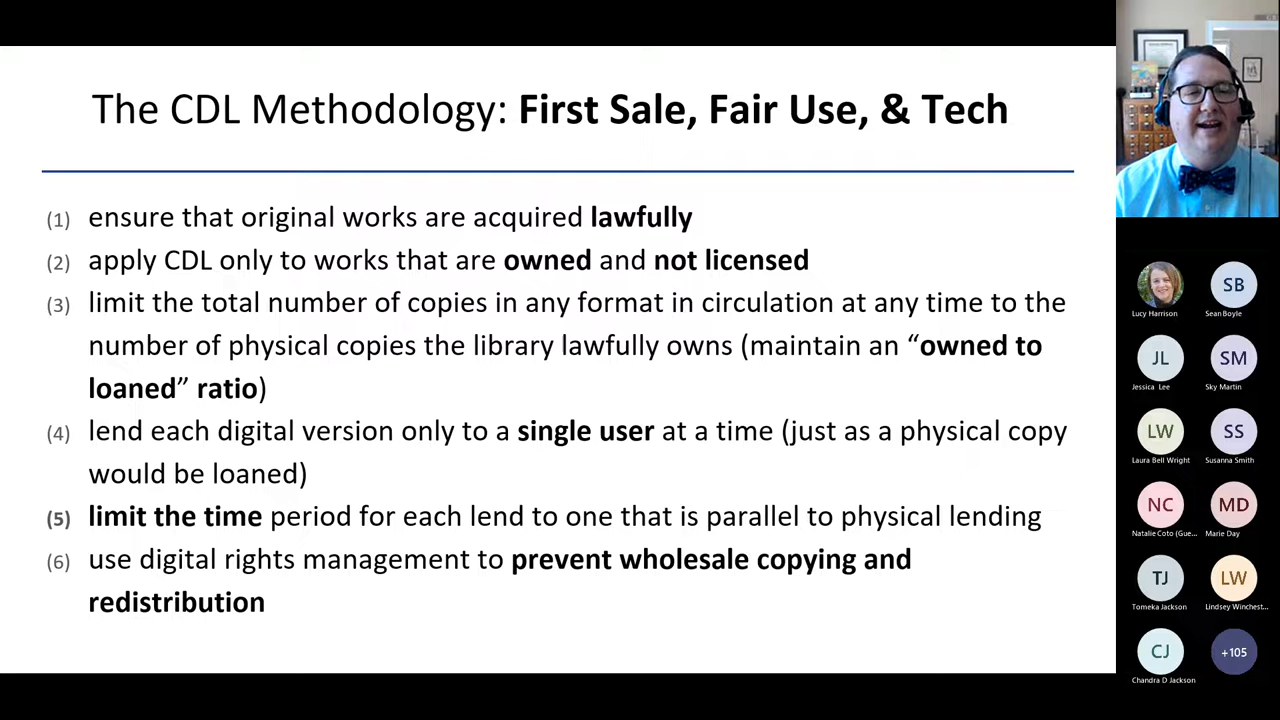 The CDL Methodology: First Sale, Fair Use, & Tech
(1) ensure that original works are acquired lawfully
(2) apply CDL only to works that are owned and not licensed
(3) limit the total number of copies in any format in circulation at any time to the
number of physical copies the library lawfully owns (maintain an “owned to
loaned” ratio)
(4) lend each digital version only to a single user at a time (just as a physical copy
would be loaned)
(5) limit the time period for each lend to one that is parallel to physical lending
(6) use digital rights management to prevent wholesale copying and
redistribution
SB
Lucy Harrison
Sean Boyle
JL
SM
Jessica Lee
Sky Martin
LW
SS
Laura Bell Wright
Susanna Smith
NC
MD
Natalie Coto (Gue...
Marie Day
TJ
LW
Tomeka Jackson
Lindsey Winchest...
CJ
+105
Chandra D Jackson